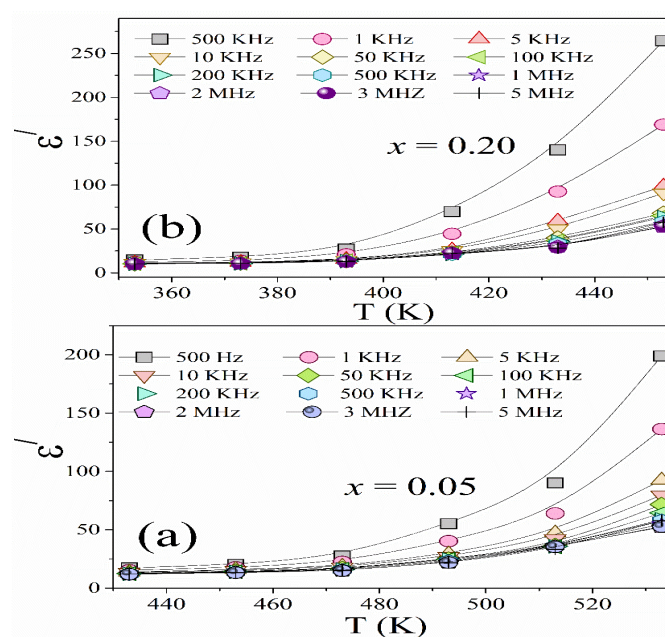 250
200
150
100
50
0
ε/
500 KHz 1 KHz 5 KHz
10 KHz 50 KHz 100 KHz
200 KHz 500 KHz 1 MHz
2 MHz 3 MHZ 5 MHz
x = 0.20
(b)
360 380 400 420 440
T (K)
200
150
100
50
0
ε/
500 Hz 1 KHz 5 KHz
10 KHz 50 KHz 100 KHz
200 KHz 500 KHz 1 MHz
2 MHz 3 MHZ 5 MHz
x = 0.05
(a)
440 460 480 500 520
T (K)